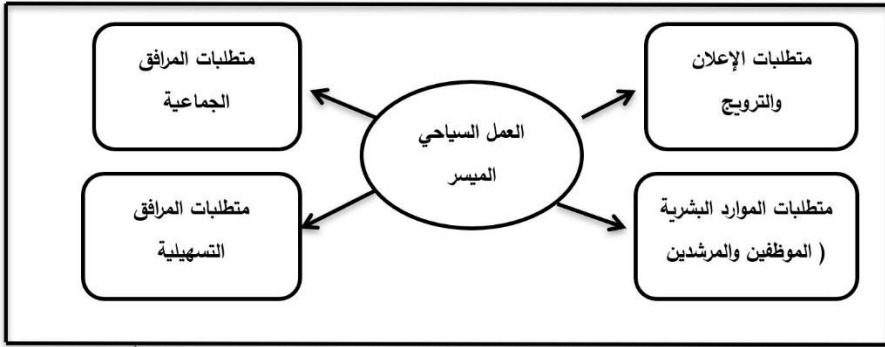 متطلبات الإعلان
والترويج
متطلبات المرافق
الجماعية
العمل السياحي
الميسر
متطلبات الموارد البشرية
( الموظفين والمرشدين
متطلبات المرافق
التسهيلية